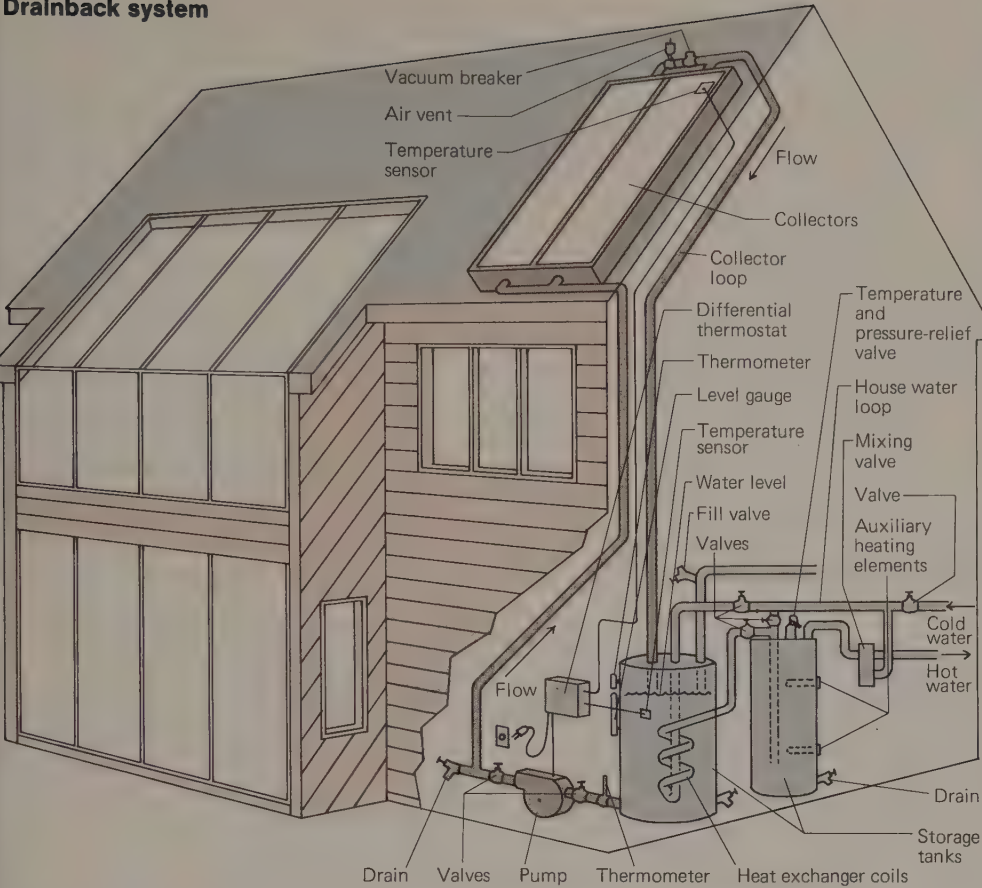 Drainback system
Vacuum breaker
Air vent
Temperature
sensor
Flow
Collectors
Collector
loop
Differential
thermostat
Thermometer
Level gauge
Temperature
sensor
Water level
Fill valve
Valves
Temperature
and
pressure-relief
valve
House water
loop
Mixing
valve
Valve
Auxiliary
heating
elements
Cold
water
Hot
water
Flow
Drain
Storage
tanks
Drain
Valves
Pump
Thermometer
Heat exchanger coils